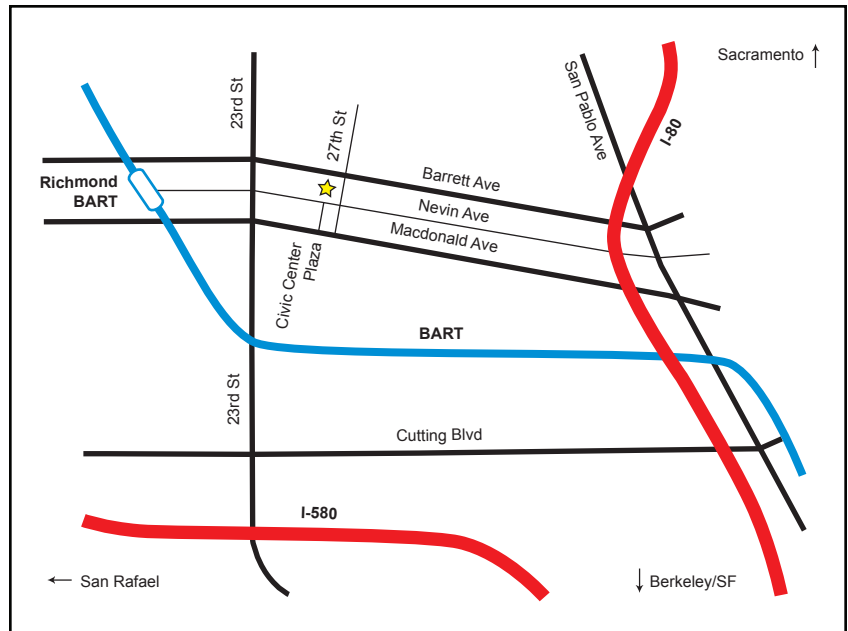 Sacramento
23rd St
27th St
San Pablo Ave
I-80
Richmond
BART
Barrett Ave
Nevin Ave
Macdonald Ave
Civic Center
Plaza
BART
23rd St
Cutting Blvd
I-580
San Rafael
Berkeley/SF